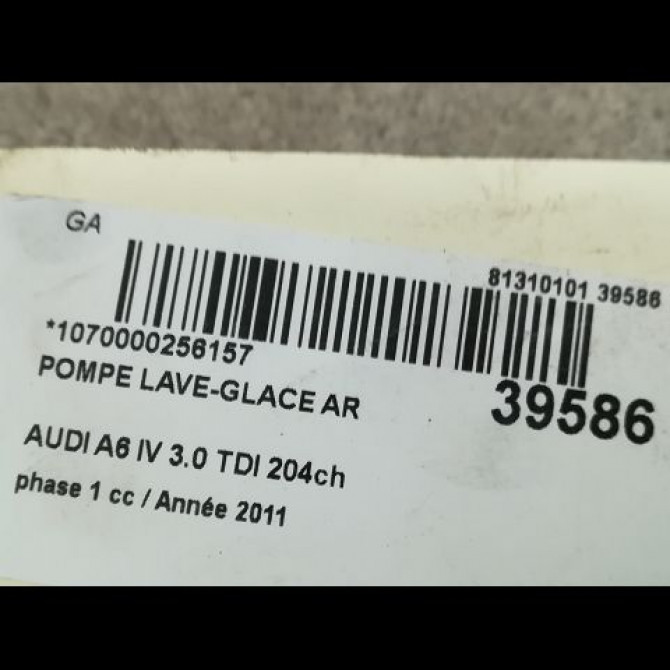 GA
81310101 39586
*1070000256157
39586
POMPE LAVE-GLACE AR
AUDI A6 IV 3.0 TDI 204ch
phase 1 cc / Année 2011